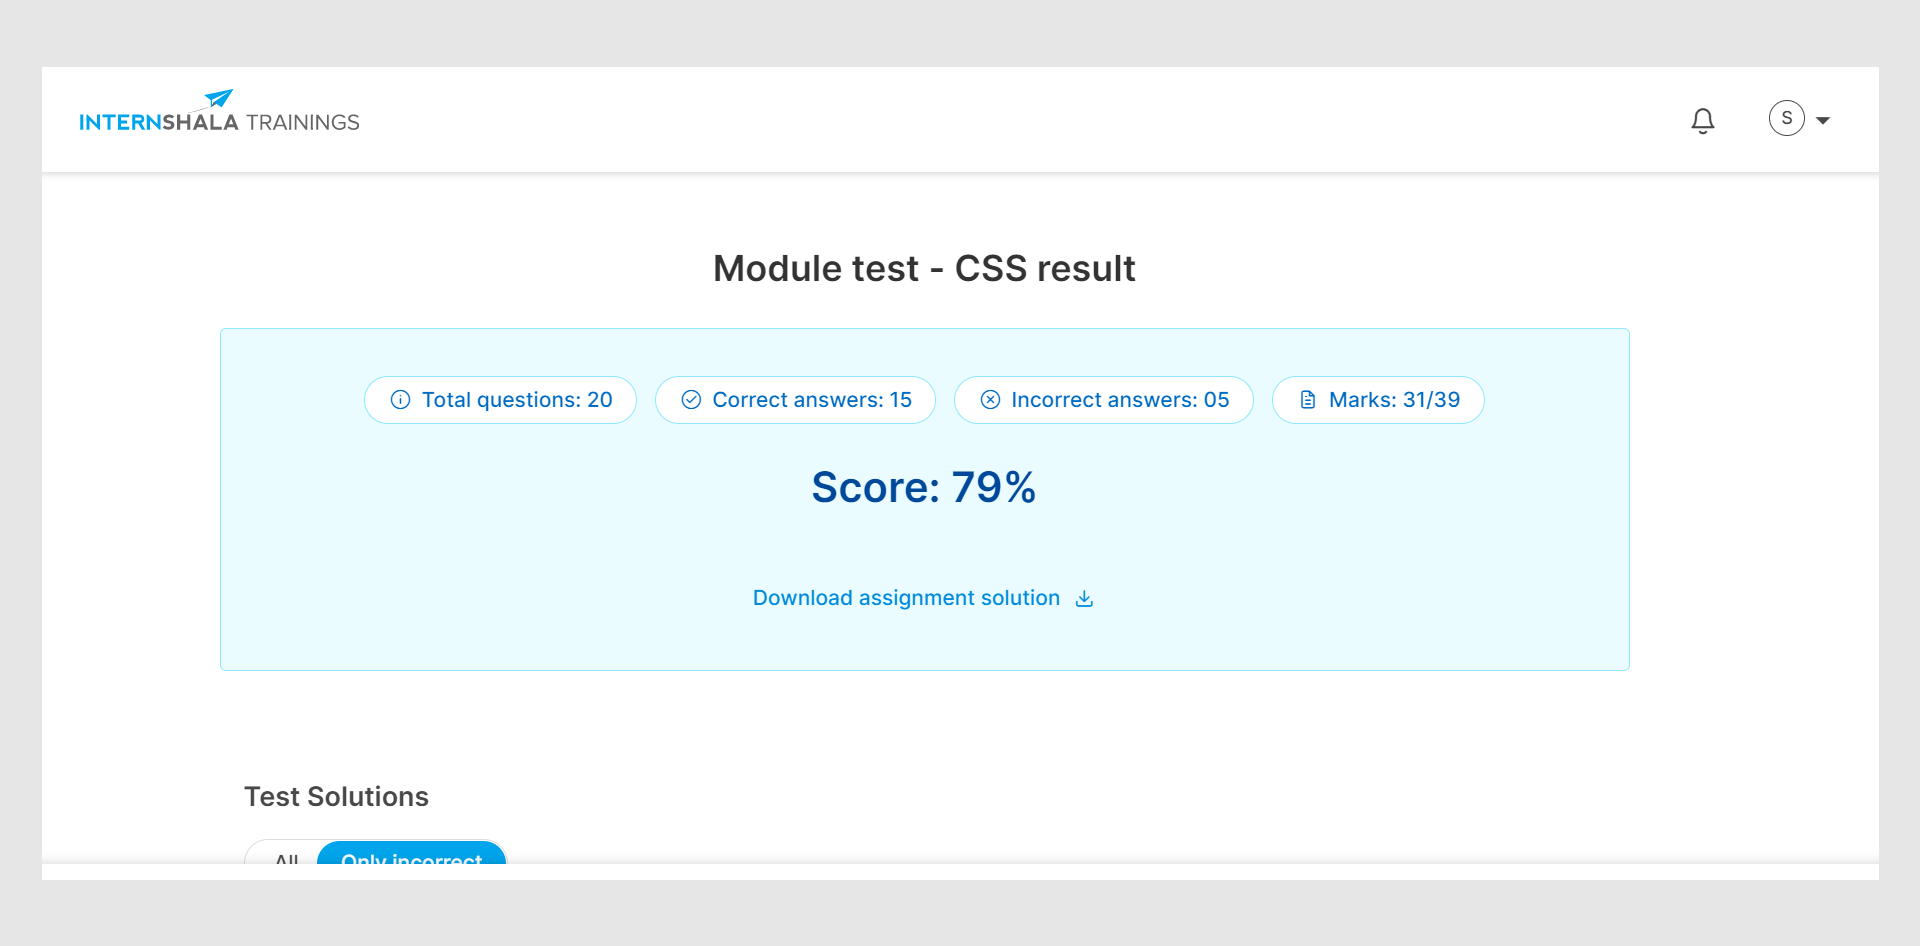 INTERNSHALA TRAININGS
S
Module test - CSS result
Total questions: 20
Correct answers: 15
Incorrect answers: 05
Marks: 31/39
Score: 79%
Download assignment solution
Test Solutions
All
Only incorrect